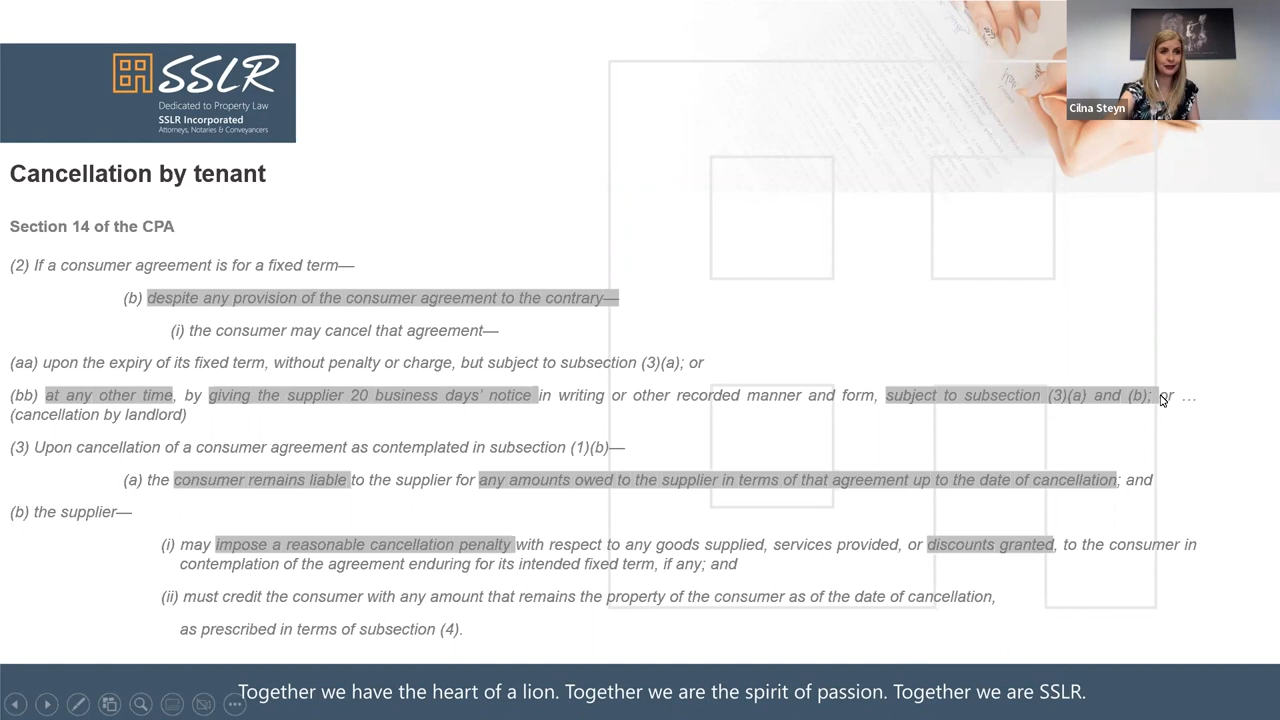 SSLR
Dedicated to Property Law
SSLR Incorporated
Attorneys, Notaries & Conveyancers
Cilna Steyn
Cancellation by tenant
Section 14 of the CPA
(2) If a consumer agreement is for a fixed term—
(b) despite any provision of the consumer agreement to the contrary—
(i) the consumer may cancel that agreement—
(aa) upon the expiry of its fixed term, without penalty or charge, but subject to subsection (3)(a); or
(bb) at any other time, by giving the supplier 20 business days' notice in writing or other recorded manner and form, subject to subsection (3)(a) and (b); or …
(cancellation by landlord)
(3) Upon cancellation of a consumer agreement as contemplated in subsection (1)(b)—
(a) the consumer remains liable to the supplier for any amounts owed to the supplier in terms of that agreement up to the date of cancellation; and
(b) the supplier—
(i) may impose a reasonable cancellation penalty with respect to any goods supplied, services provided, or discounts granted, to the consumer in
contemplation of the agreement enduring for its intended fixed term, if any; and
(ii) must credit the consumer with any amount that remains the property of the consumer as of the date of cancellation,
as prescribed in terms of subsection (4).
Together we have the heart of a lion. Together we are the spirit of passion. Together we are SSLR.